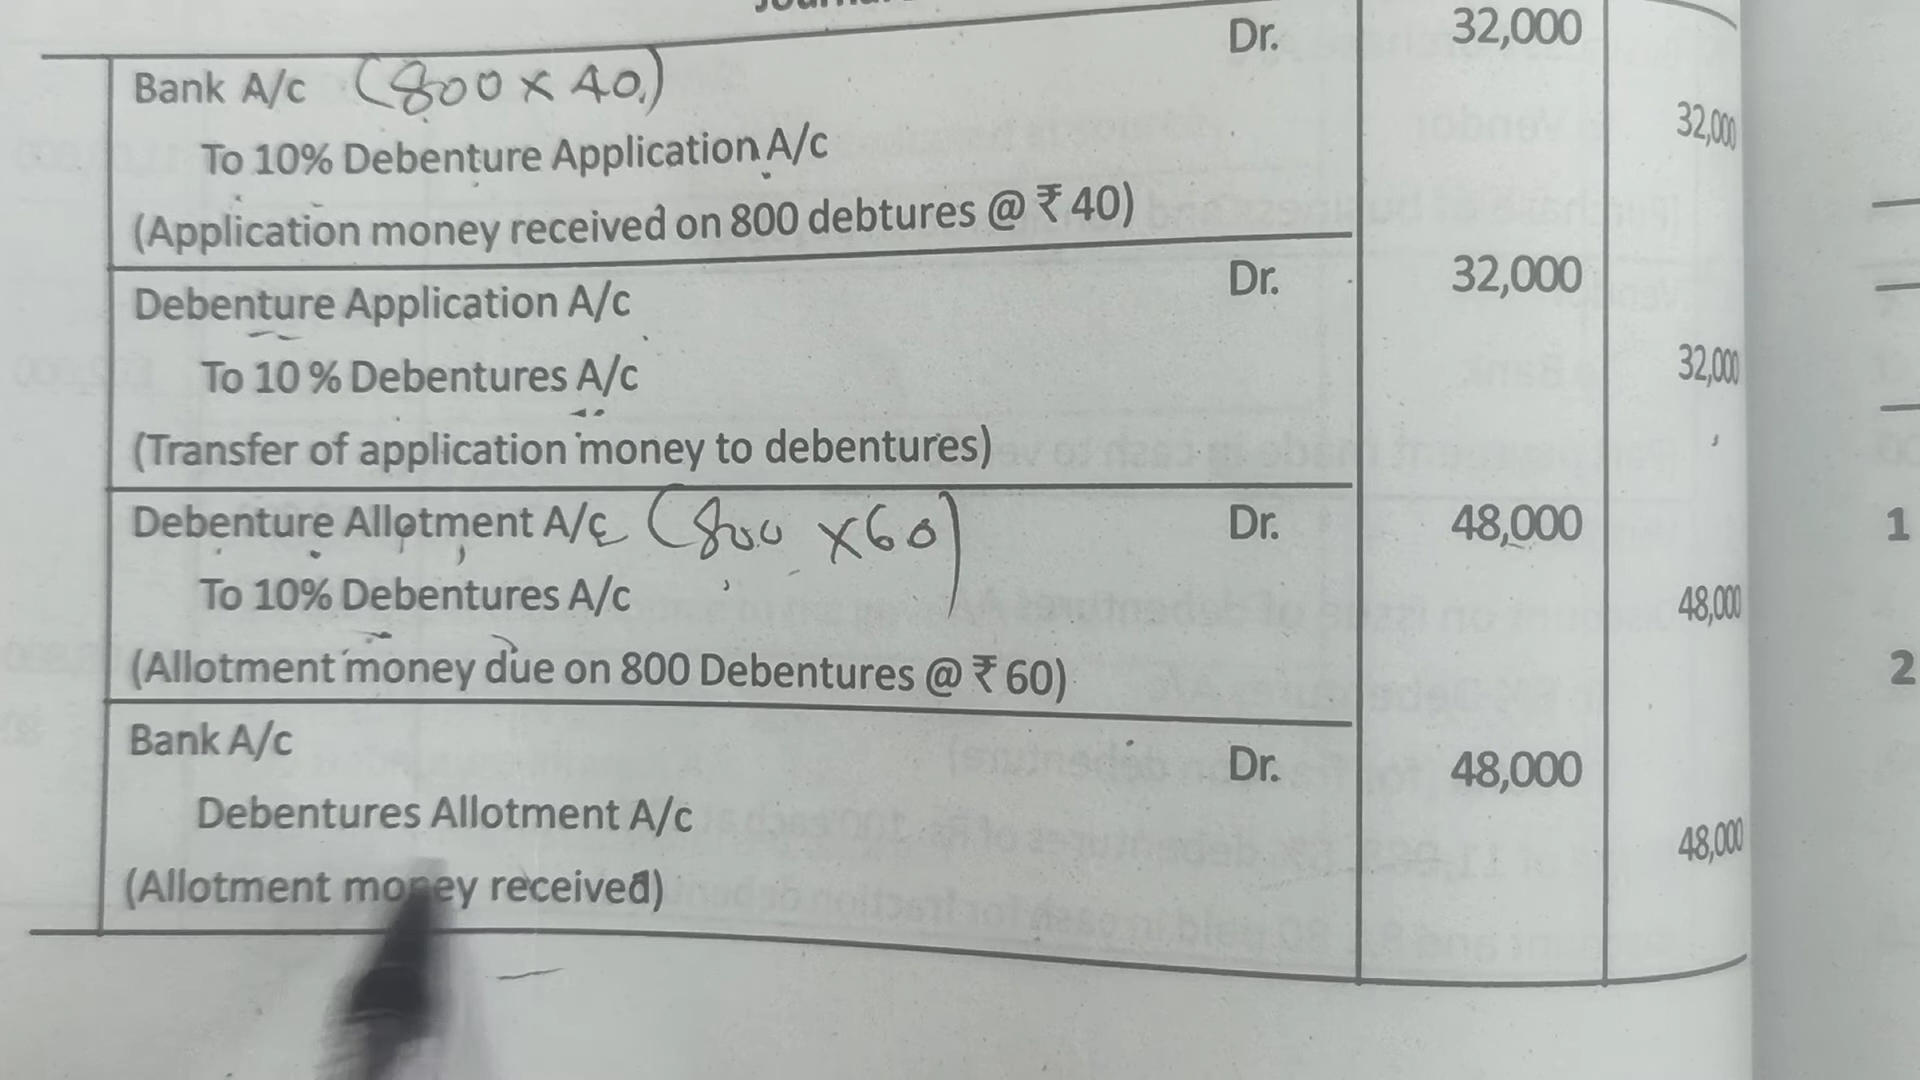 Dr. 32,000
Bank A/c (800 x 40)
32,000
To 10% Debenture Application A/c
(Application money received on 800 debtures @ ₹ 40)
Debenture Application A/c Dr. 32,000
To 10 % Debentures A/c 32,000
(Transfer of application money to debentures)
Debenture Allotment A/c (800 x60) Dr. 48,000
To 10% Debentures A/c 48,000
(Allotment money due on 800 Debentures @ ₹ 60)
Bank A/c Dr. 48,000
Debentures Allotment A/c 48,000
(Allotment money received)
1
2